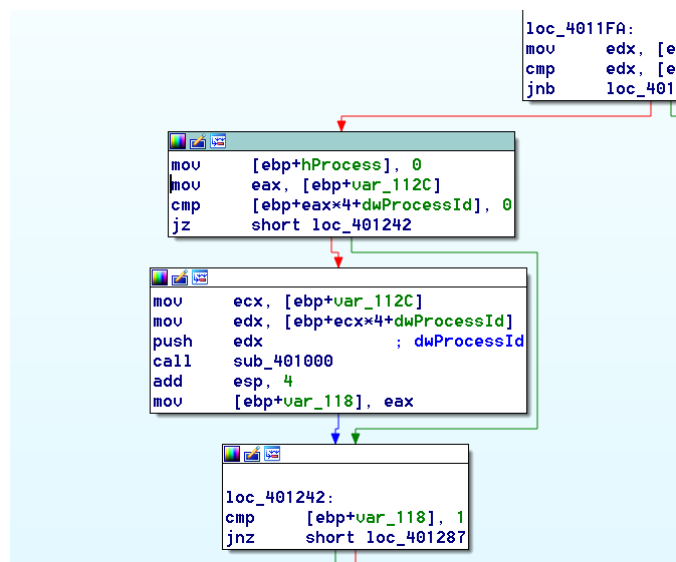 loc_4011FA:
mov edx, [e
cmp edx, [e
jnb loc_401
mov [ebp+hProcess], 0
mov eax, [ebp+var_112C]
cmp [ebp+eax*4+dwProcessId], 0
jz short loc_401242
mov ecx, [ebp+var_112C]
mov edx, [ebp+ecx*4+dwProcessId]
push edx ; dwProcessId
call sub_401000
add esp, 4
mov [ebp+var_118], eax
loc_401242:
cmp [ebp+var_118], 1
jnz short loc_401287